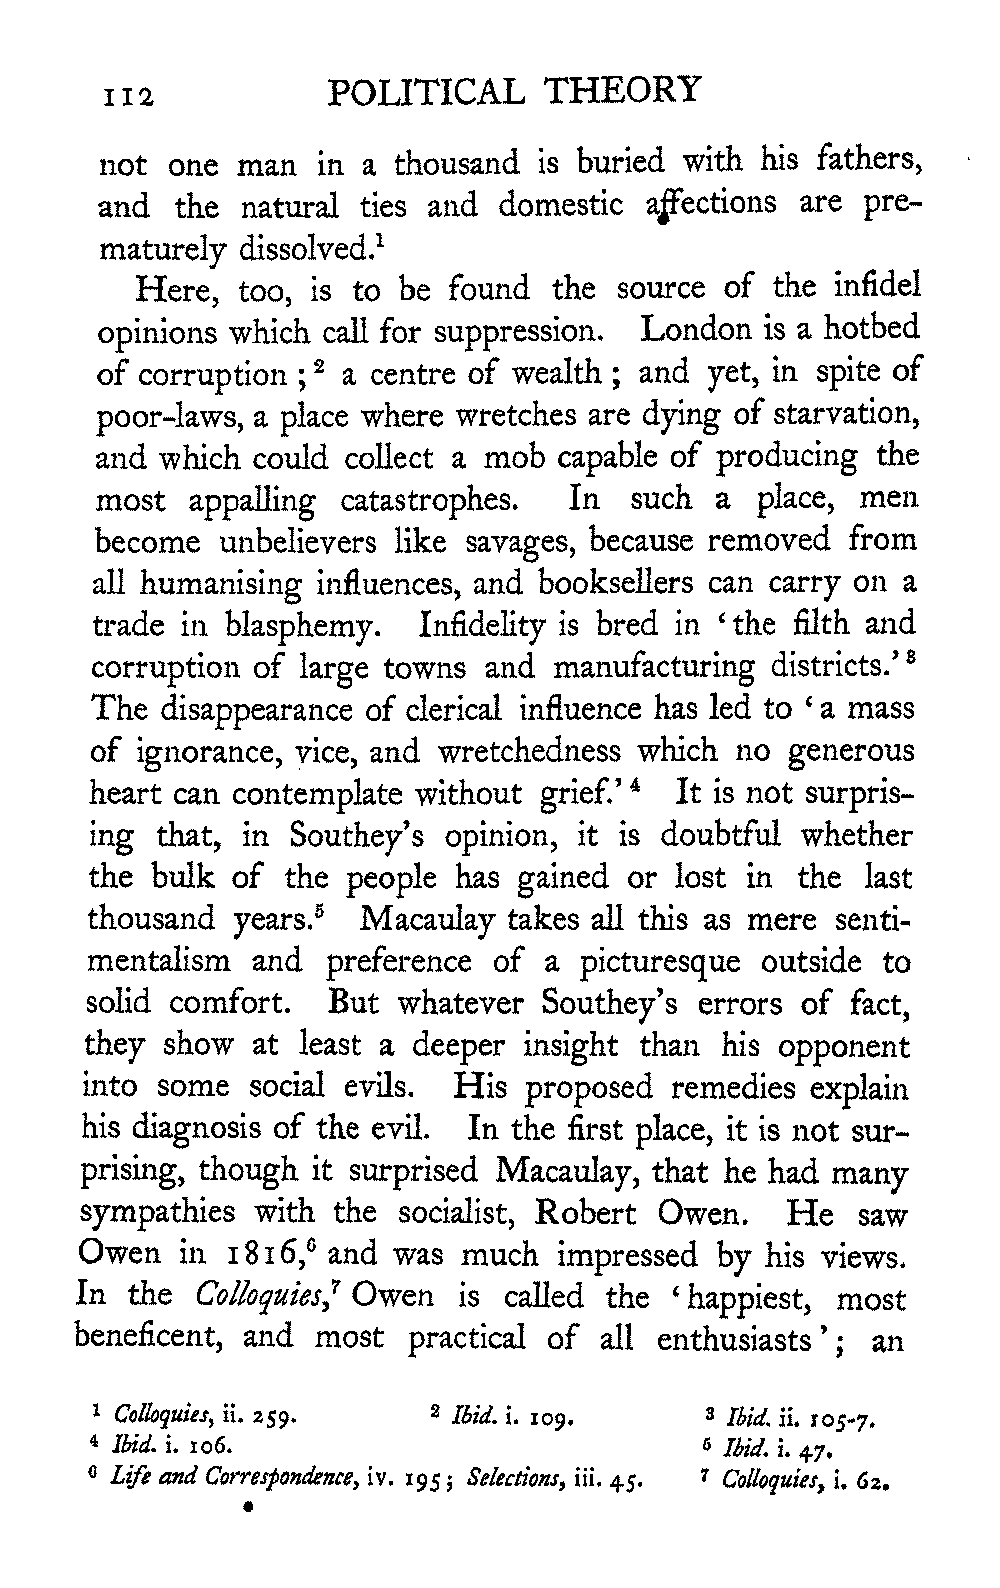 112 POLITICAL THEORY
not one man in a thousand is buried with his fathers,
and the natural ties and domestic affections are pre-
maturely dissolved.¹
Here, too, is to be found the source of the infidel
opinions which call for suppression. London is a hotbed
of corruption ;² a centre of wealth ; and yet, in spite of
poor-laws, a place where wretches are dying of starvation,
and which could collect a mob capable of producing the
most appalling catastrophes. In such a place, men
become unbelievers like savages, because removed from
all humanising influences, and booksellers can carry on a
trade in blasphemy. Infidelity is bred in ‘the filth and
corruption of large towns and manufacturing districts.’³
The disappearance of clerical influence has led to ‘a mass
of ignorance, vice, and wretchedness which no generous
heart can contemplate without grief.’⁴ It is not surpris-
ing that, in Southey’s opinion, it is doubtful whether
the bulk of the people has gained or lost in the last
thousand years.⁵ Macaulay takes all this as mere senti-
mentalism and preference of a picturesque outside to
solid comfort. But whatever Southey’s errors of fact,
they show at least a deeper insight than his opponent
into some social evils. His proposed remedies explain
his diagnosis of the evil. In the first place, it is not sur-
prising, though it surprised Macaulay, that he had many
sympathies with the socialist, Robert Owen. He saw
Owen in 1816,⁶ and was much impressed by his views.
In the Colloquies,⁷ Owen is called the ‘happiest, most
beneficent, and most practical of all enthusiasts’; an
¹ Colloquies, ii. 259. ² Ibid. i. 109. ³ Ibid. ii. 105-7.
⁴ Ibid. i. 106. ⁵ Ibid. i. 47.
⁶ Life and Correspondence, iv. 195; Selections, iii. 45. ⁷ Colloquies, i. 62.